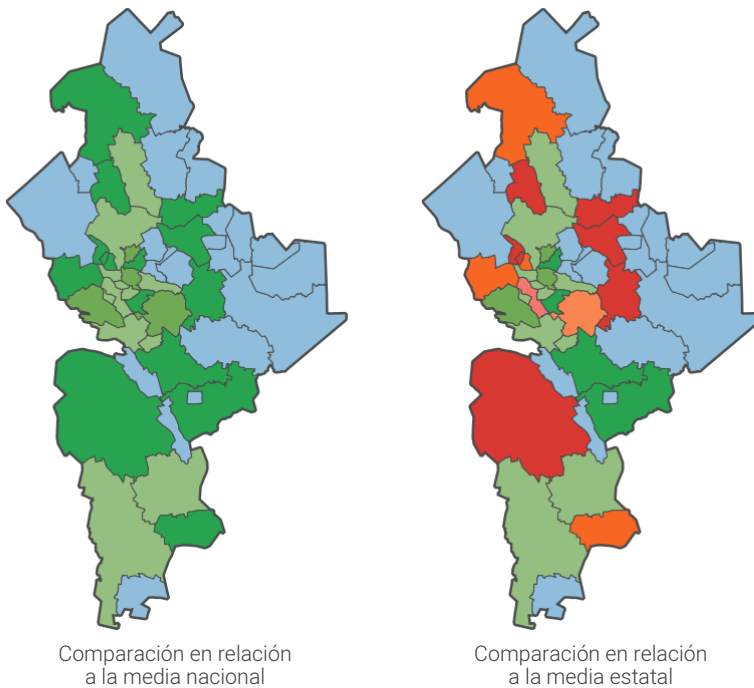 Comparación en relación
a la media nacional
Comparación en relación
a la media estatal